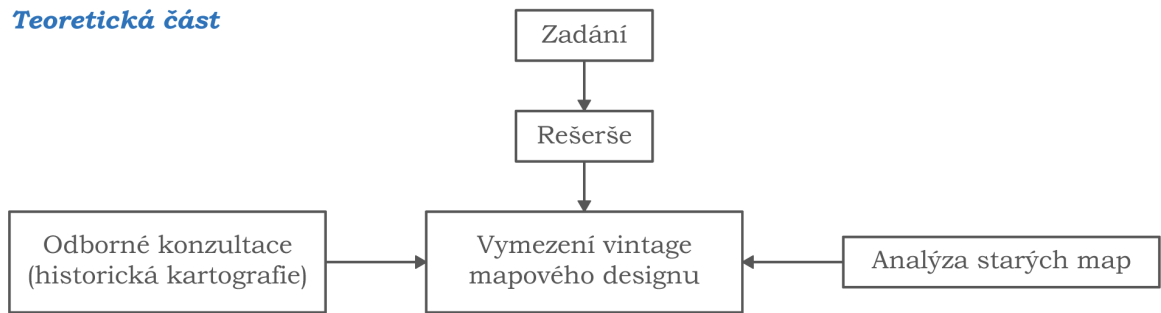 Teoretická část
Zadání
Rešerše
Odborné konzultace
(historická kartografie)
Vymezení vintage
mapového designu
Analýza starých map